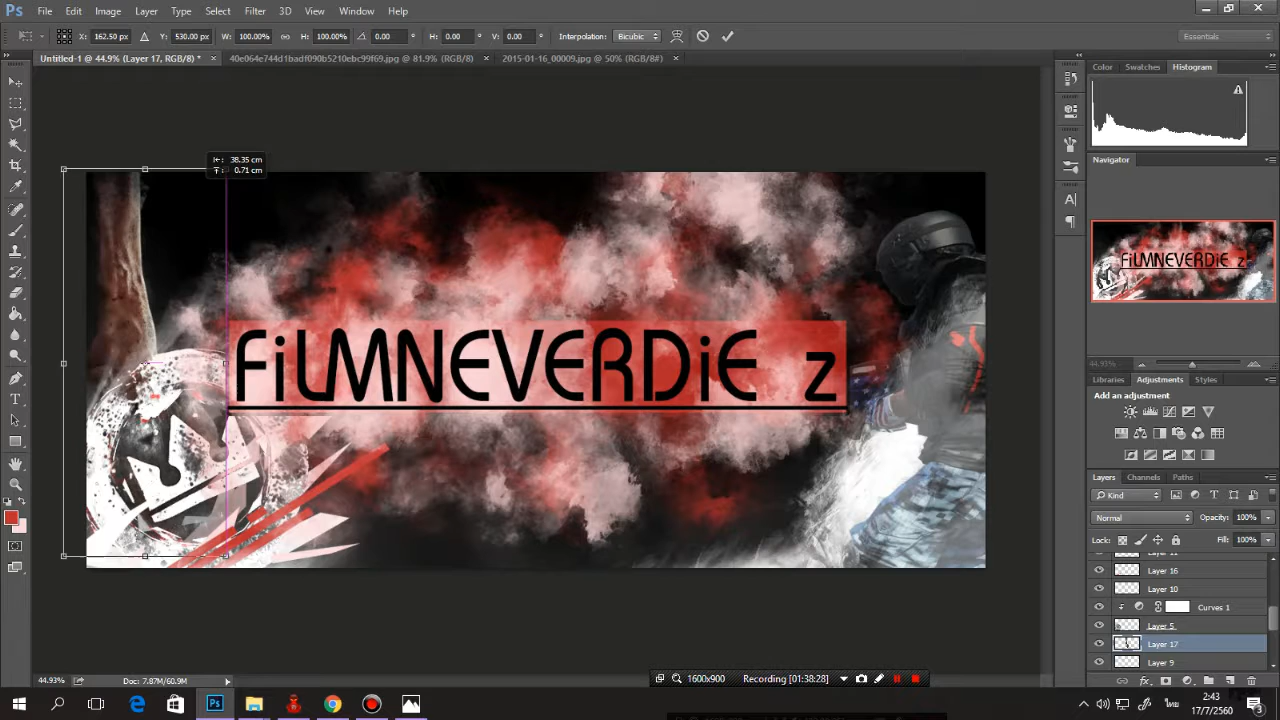 Ps File Edit Image Layer Type Select Filter 3D View Window Help
X: 162.50 px Y: 530.00 px W: 100.00% H: 100.00% 0.00 ° H: 0.00 ° V: 0.00 ° Interpolation: Bicubic Essentials
Untitled-1 @ 44.9% (Layer 17, RGB/8) * × 40e064e744d1badf090b5210ebc99f69.jpg @ 81.9% (RGB/8) × 2015-01-16_00009.jpg @ 50% (RGB/8#) ×
Color Swatches Histogram
38.35 cm
0.71 cm
Navigator
FiLMNEVERDiE z
FiLMNEVERDiE z
44.93%
Libraries Adjustments Styles
Add an adjustment
Layers Channels Paths
Kind
Normal Opacity: 100%
Lock: Fill: 100%
Layer 16
Layer 10
Curves 1
Layer 5
Layer 17
Layer 9
44.93% Doc: 7.87M/60.9M
1600x900 Recording [01:38:28]
ไทย
2:43
17/7/2560
3